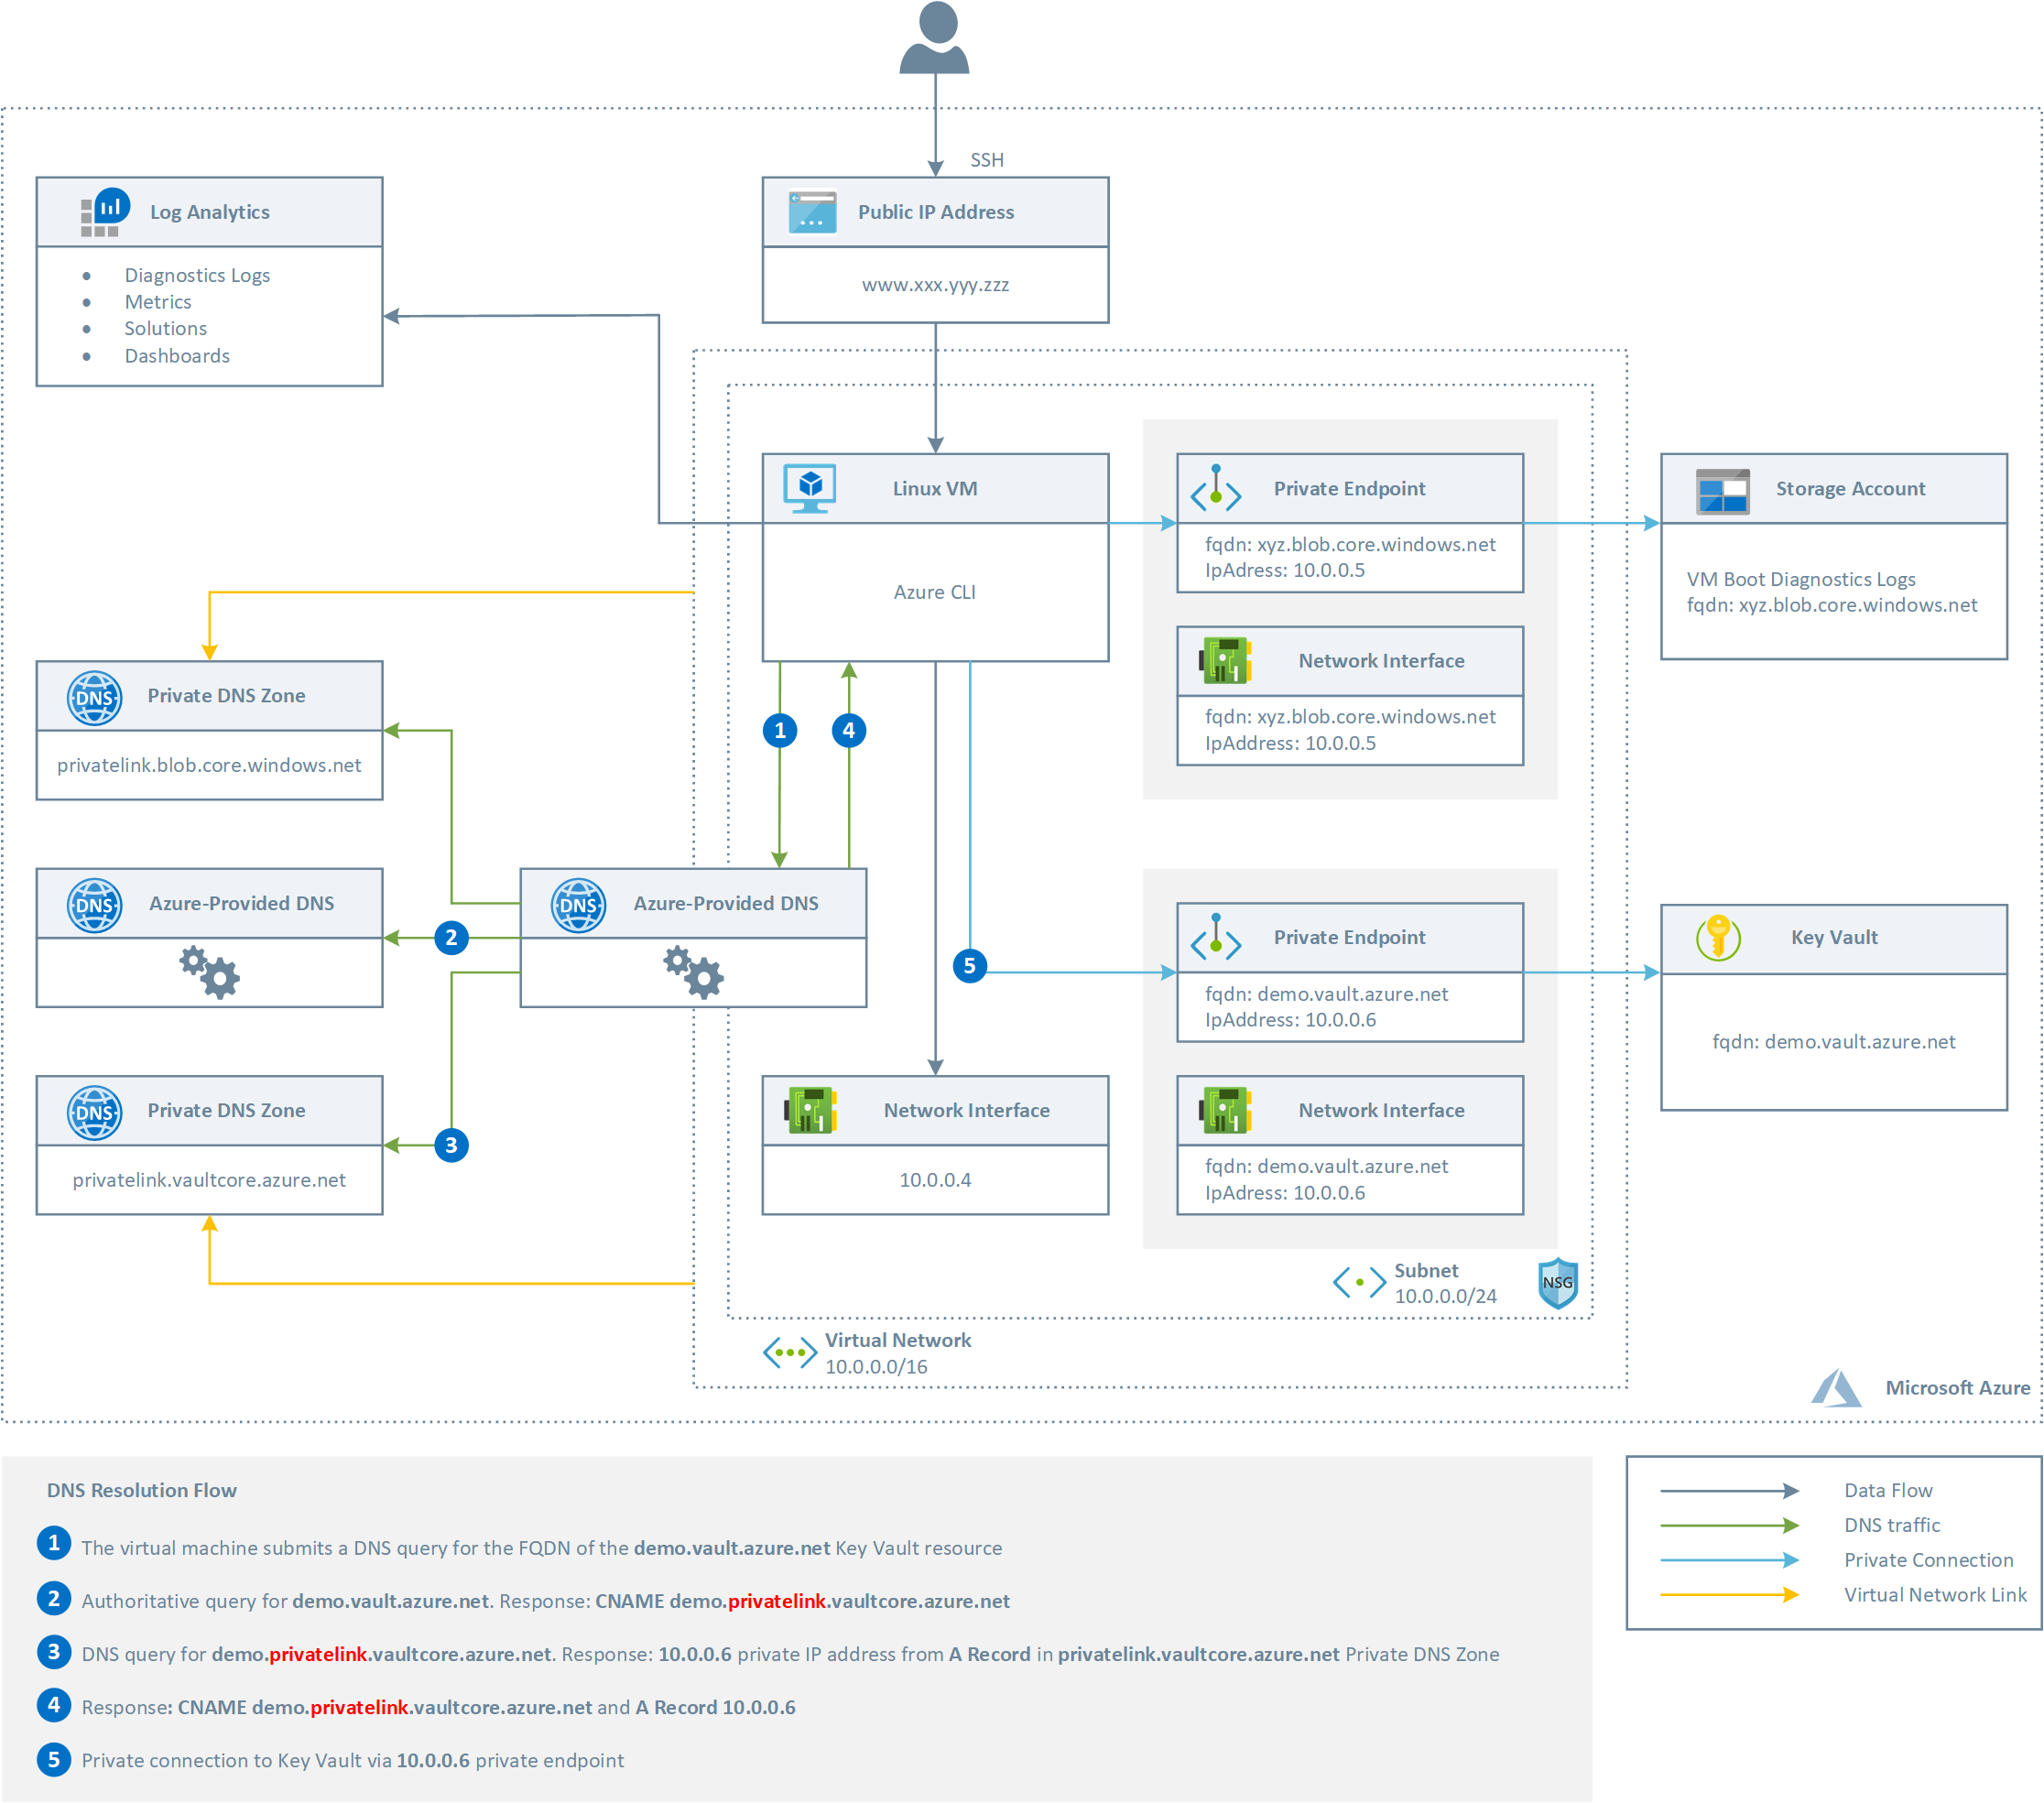 SSH
Log Analytics
• Diagnostics Logs
• Metrics
• Solutions
• Dashboards
Public IP Address
www.xxx.yyy.zzz
Linux VM
Azure CLI
Private Endpoint
fqdn: xyz.blob.core.windows.net
IpAdress: 10.0.0.5
Storage Account
VM Boot Diagnostics Logs
fqdn: xyz.blob.core.windows.net
Network Interface
fqdn: xyz.blob.core.windows.net
IpAddress: 10.0.0.5
DNS
Private DNS Zone
privatelink.blob.core.windows.net
1
4
DNS
Azure-Provided DNS
2
DNS
Azure-Provided DNS
5
Private Endpoint
fqdn: demo.vault.azure.net
IpAddress: 10.0.0.6
Key Vault
fqdn: demo.vault.azure.net
DNS
Private DNS Zone
privatelink.vaultcore.azure.net
3
Network Interface
10.0.0.4
Network Interface
fqdn: demo.vault.azure.net
IpAdress: 10.0.0.6
Subnet
10.0.0.0/24
NSG
Virtual Network
10.0.0.0/16
Microsoft Azure
DNS Resolution Flow
1 The virtual machine submits a DNS query for the FQDN of the demo.vault.azure.net Key Vault resource
2 Authoritative query for demo.vault.azure.net. Response: CNAME demo.privatelink.vaultcore.azure.net
3 DNS query for demo.privatelink.vaultcore.azure.net. Response: 10.0.0.6 private IP address from A Record in privatelink.vaultcore.azure.net Private DNS Zone
4 Response: CNAME demo.privatelink.vaultcore.azure.net and A Record 10.0.0.6
5 Private connection to Key Vault via 10.0.0.6 private endpoint
Data Flow
DNS traffic
Private Connection
Virtual Network Link